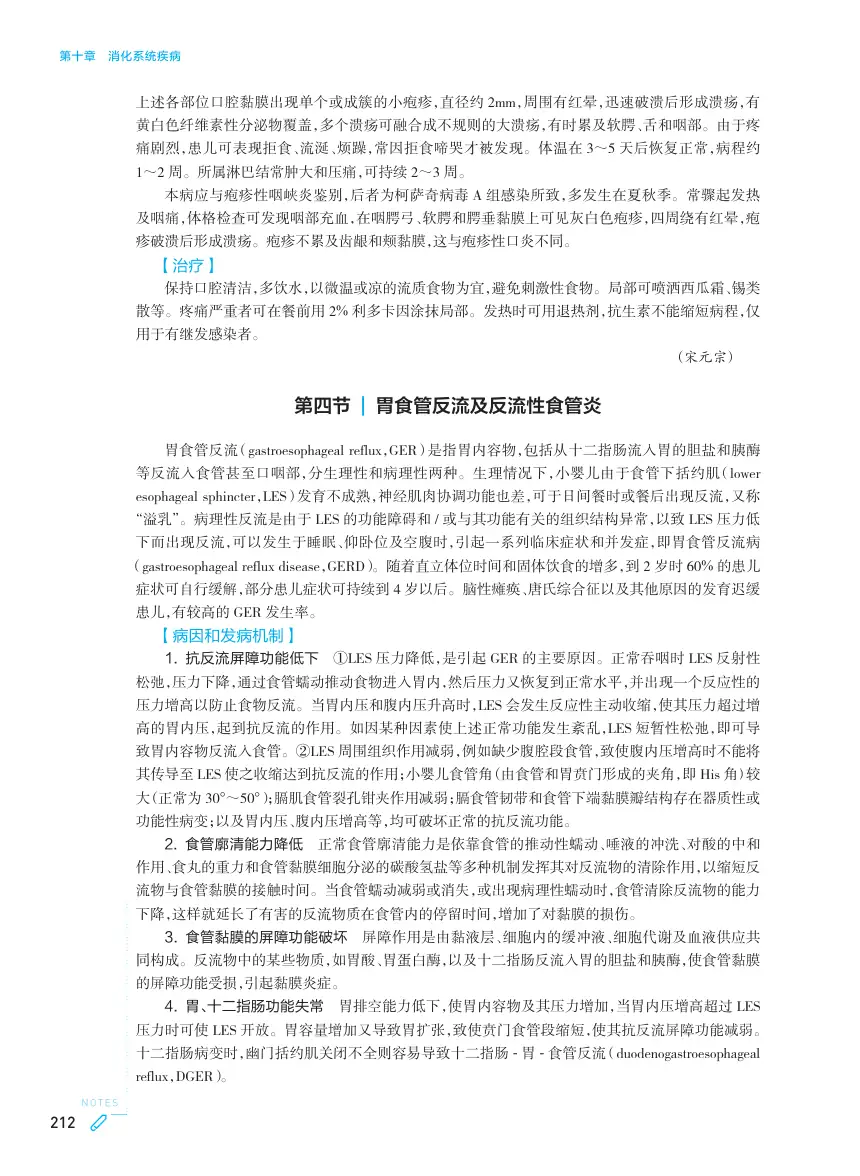 第十章 消化系统疾病
上述各部位口腔黏膜出现单个或成簇的小疱疹,直径约 2mm,周围有红晕,迅速破溃后形成溃疡,有
黄白色纤维素性分泌物覆盖,多个溃疡可融合成不规则的大溃疡,有时累及软腭、舌和咽部。由于疼
痛剧烈,患儿可表现拒食、流涎、烦躁,常因拒食啼哭才被发现。体温在 3～5 天后恢复正常,病程约
1～2 周。所属淋巴结常肿大和压痛,可持续 2～3 周。
本病应与疱疹性咽峡炎鉴别,后者为柯萨奇病毒 A 组感染所致,多发生在夏秋季。常骤起发热
及咽痛,体格检查可发现咽部充血,在咽腭弓、软腭和腭垂黏膜上可见灰白色疱疹,四周绕有红晕,疱
疹破溃后形成溃疡。疱疹不累及齿龈和颊黏膜,这与疱疹性口炎不同。
【治疗】
保持口腔清洁,多饮水,以微温或凉的流质食物为宜,避免刺激性食物。局部可喷洒西瓜霜、锡类
散等。疼痛严重者可在餐前用 2% 利多卡因涂抹局部。发热时可用退热剂,抗生素不能缩短病程,仅
用于有继发感染者。
(宋元宗)
第四节 | 胃食管反流及反流性食管炎
胃食管反流(gastroesophageal reflux,GER)是指胃内容物,包括从十二指肠流入胃的胆盐和胰酶
等反流入食管甚至口咽部,分生理性和病理性两种。生理情况下,小婴儿由于食管下括约肌(lower
esophageal sphincter,LES)发育不成熟,神经肌肉协调功能也差,可于日间餐时或餐后出现反流,又称
“溢乳”。病理性反流是由于 LES 的功能障碍和 / 或与其功能有关的组织结构异常,以致 LES 压力低
下而出现反流,可以发生于睡眠、仰卧位及空腹时,引起一系列临床症状和并发症,即胃食管反流病
(gastroesophageal reflux disease,GERD)。随着直立体位时间和固体饮食的增多,到 2 岁时 60% 的患儿
症状可自行缓解,部分患儿症状可持续到 4 岁以后。脑性瘫痪、唐氏综合征以及其他原因的发育迟缓
患儿,有较高的 GER 发生率。
【病因和发病机制】
1. 抗反流屏障功能低下 ①LES 压力降低,是引起 GER 的主要原因。正常吞咽时 LES 反射性
松弛,压力下降,通过食管蠕动推动食物进入胃内,然后压力又恢复到正常水平,并出现一个反应性的
压力增高以防止食物反流。当胃内压和腹内压升高时,LES 会发生反应性主动收缩,使其压力超过增
高的胃内压,起到抗反流的作用。如因某种因素使上述正常功能发生紊乱,LES 短暂性松弛,即可导
致胃内容物反流入食管。②LES 周围组织作用减弱,例如缺少腹腔段食管,致使腹内压增高时不能将
其传导至 LES 使之收缩达到抗反流的作用;小婴儿食管角(由食管和胃贲门形成的夹角,即 His 角)较
大(正常为 30°～50°);膈肌食管裂孔钳夹作用减弱;膈食管韧带和食管下端黏膜瓣结构存在器质性或
功能性病变;以及胃内压、腹内压增高等,均可破坏正常的抗反流功能。
2. 食管廓清能力降低 正常食管廓清能力是依靠食管的推动性蠕动、唾液的冲洗、对酸的中和
作用、食丸的重力和食管黏膜细胞分泌的碳酸氢盐等多种机制发挥其对反流物的清除作用,以缩短反
流物与食管黏膜的接触时间。当食管蠕动减弱或消失,或出现病理性蠕动时,食管清除反流物的能力
下降,这样就延长了有害的反流物质在食管内的停留时间,增加了对黏膜的损伤。
3. 食管黏膜的屏障功能破坏 屏障作用是由黏液层、细胞内的缓冲液、细胞代谢及血液供应共
同构成。反流物中的某些物质,如胃酸、胃蛋白酶,以及十二指肠反流入胃的胆盐和胰酶,使食管黏膜
的屏障功能受损,引起黏膜炎症。
4. 胃、十二指肠功能失常 胃排空能力低下,使胃内容物及其压力增加,当胃内压增高超过 LES
压力时可使 LES 开放。胃容量增加又导致胃扩张,致使贲门食管段缩短,使其抗反流屏障功能减弱。
十二指肠病变时,幽门括约肌关闭不全则容易导致十二指肠 - 胃 - 食管反流(duodenogastroesophageal
reflux,DGER)。
NOTES
212